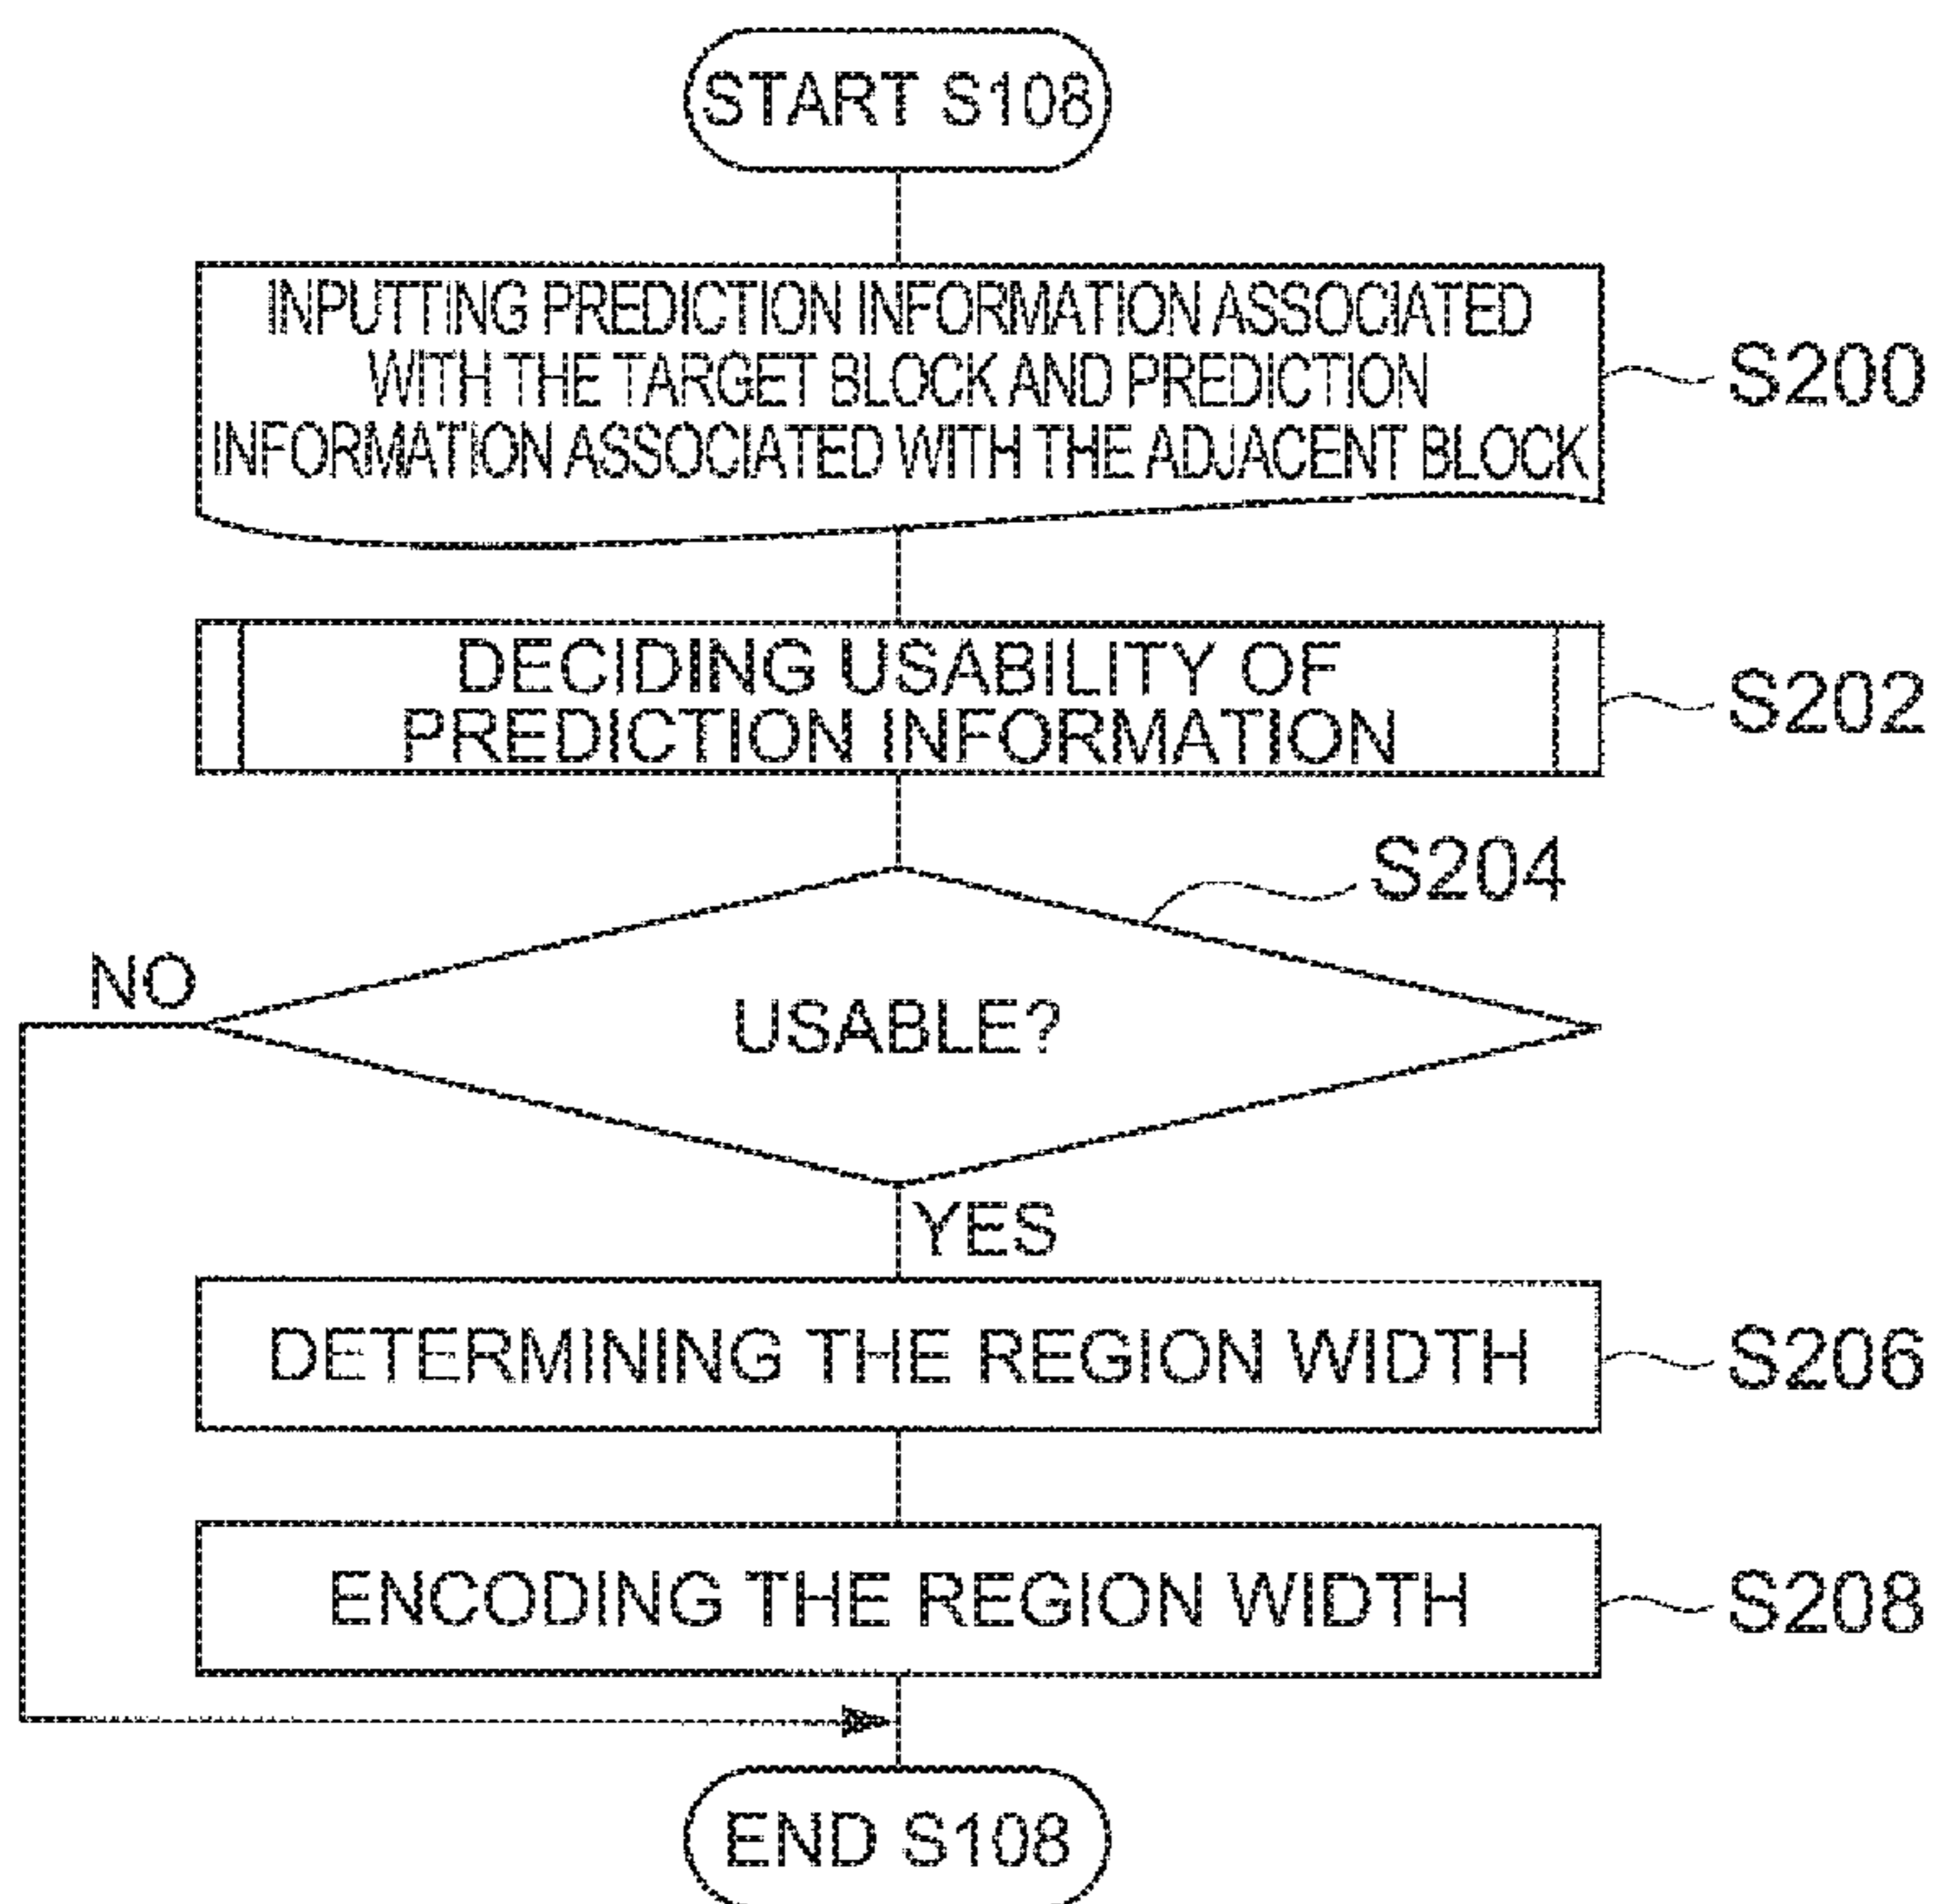 START S108
INPUTTING PREDICTION INFORMATION ASSOCIATED
WITH THE TARGET BLOCK AND PREDICTION
INFORMATION ASSOCIATED WITH THE ADJACENT BLOCK
S200
DECIDING USABILITY OF
PREDICTION INFORMATION
S202
S204
NO
USABLE?
YES
DETERMINING THE REGION WIDTH
S206
ENCODING THE REGION WIDTH
S208
END S108